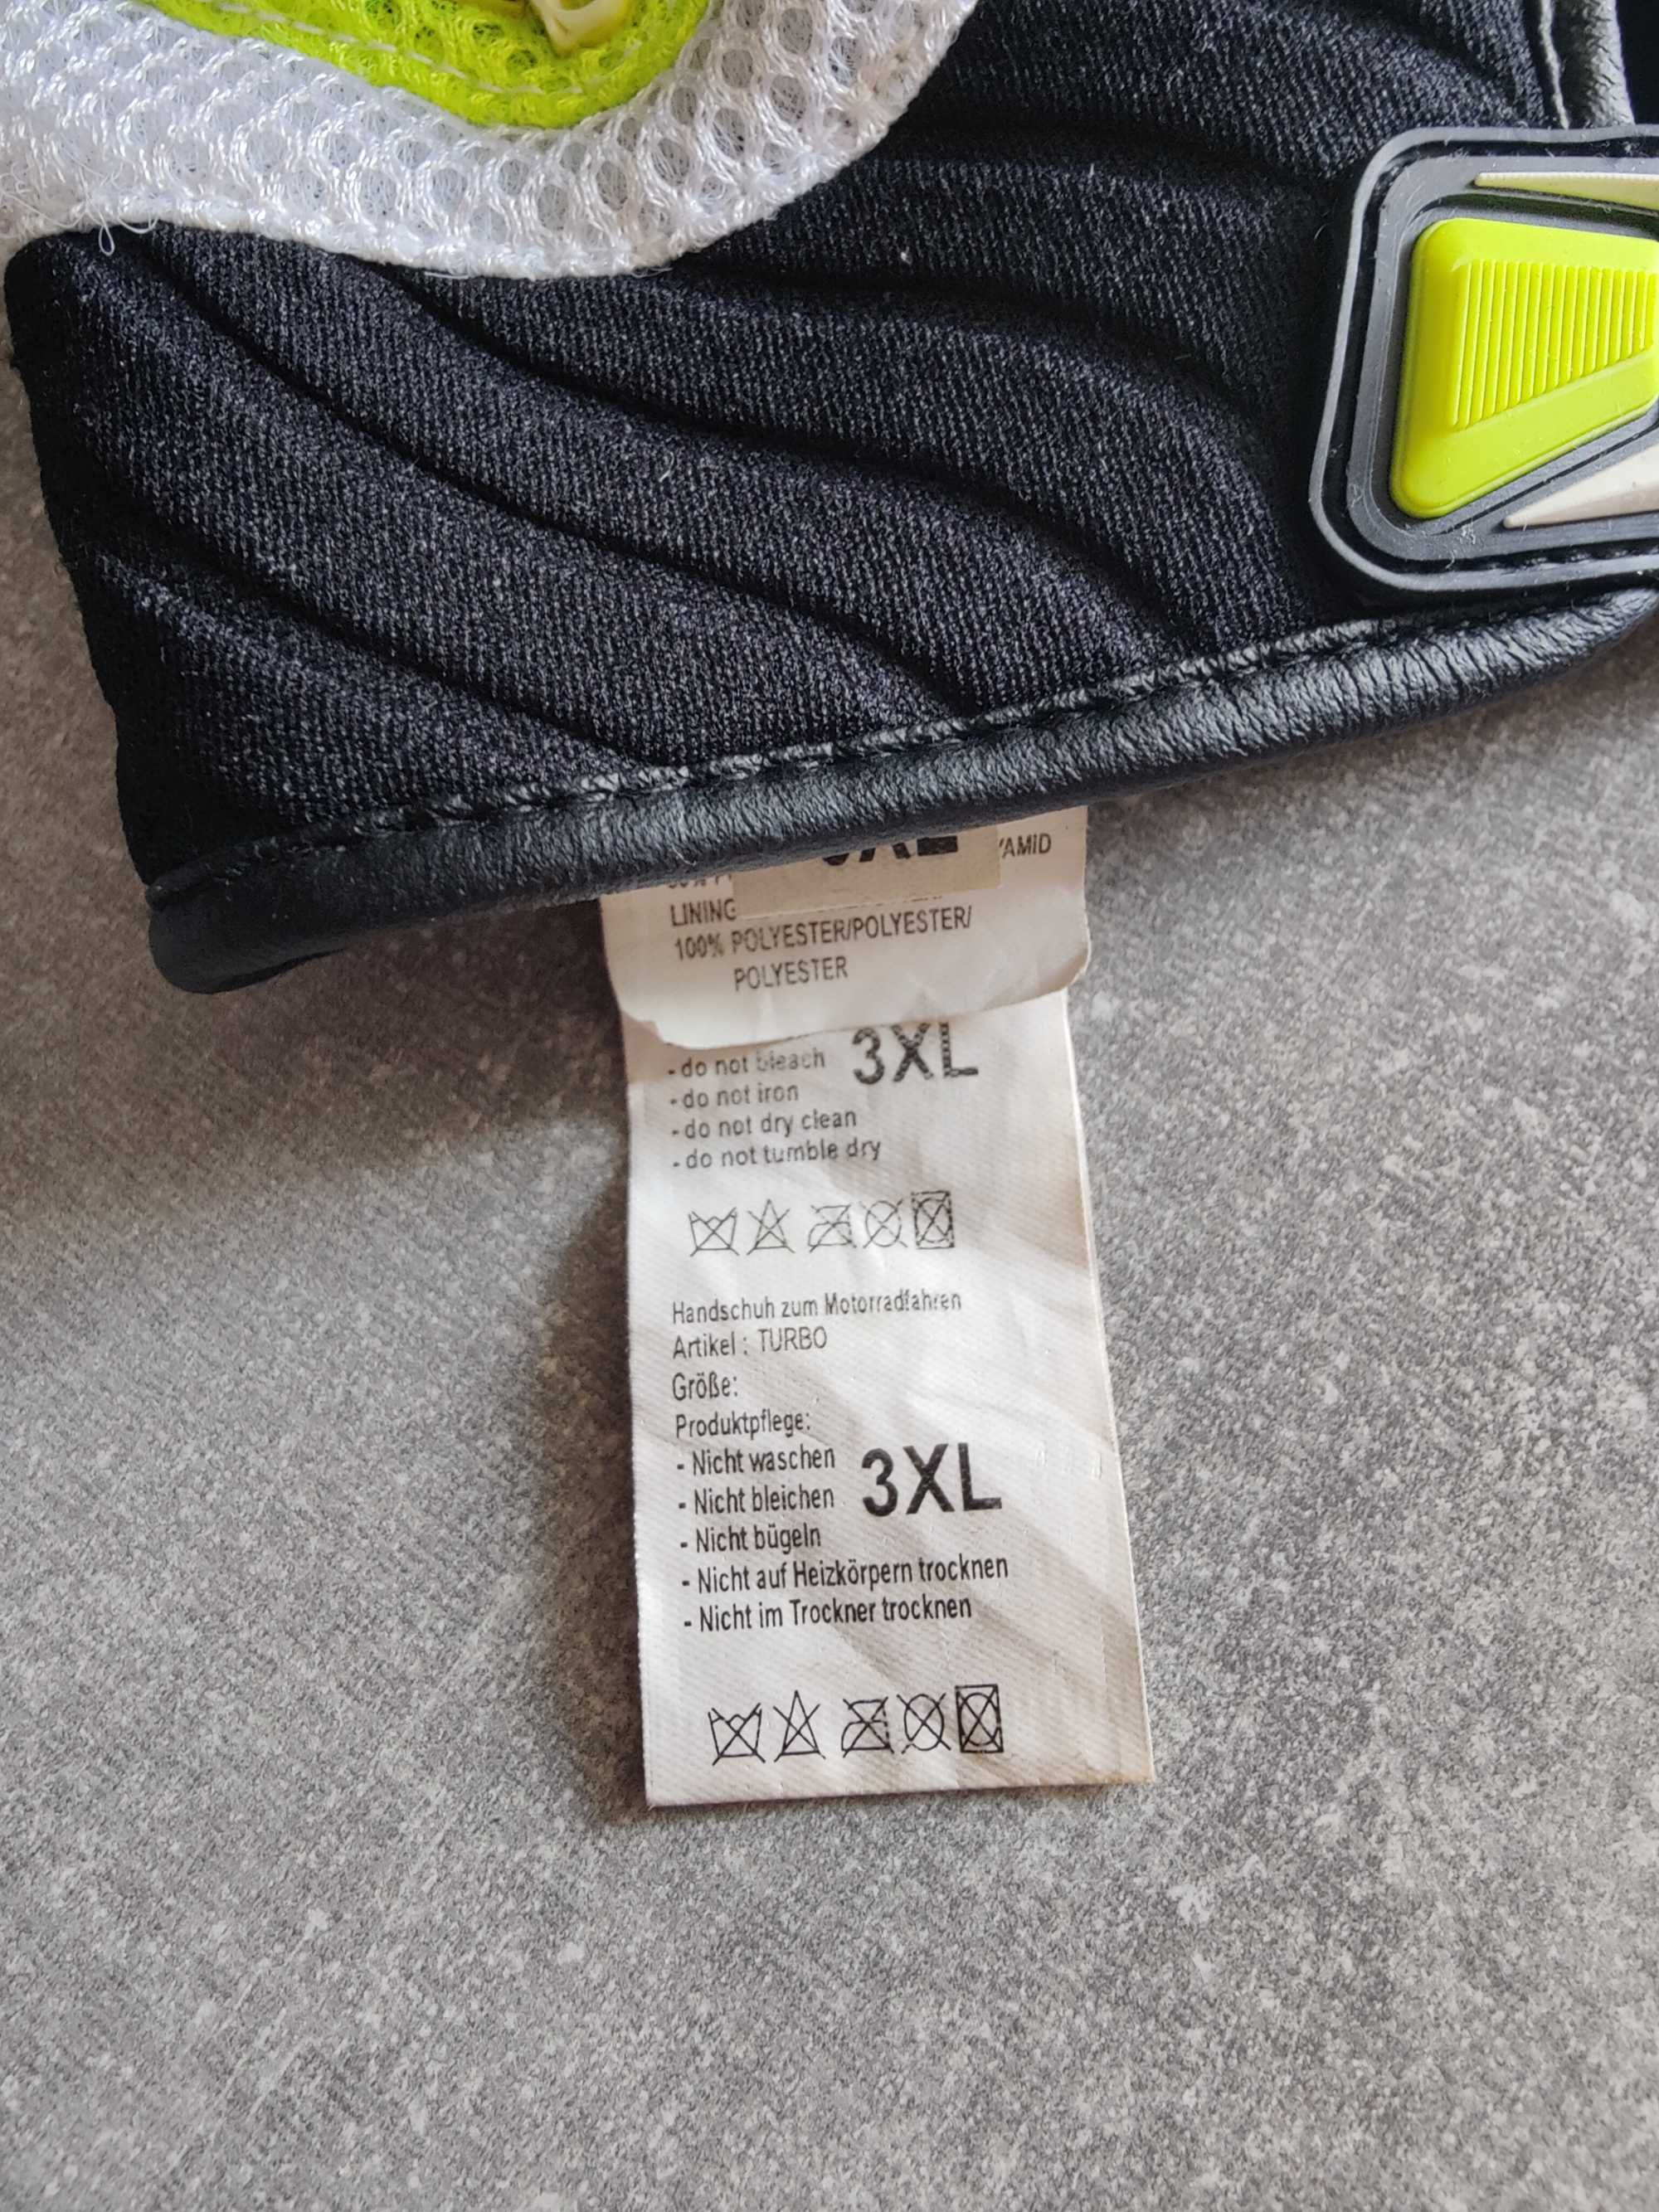 LINING
100% POLYESTER/POLYESTER/
POLYESTER
- do not bleach
3XL
- do not iron
- do not dry clean
- do not tumble dry
Handschuh zum Motorradfahren
Artikel : TURBO
Größe:
Produktpflege:
- Nicht waschen
3XL
- Nicht bleichen
- Nicht bügeln
- Nicht auf Heizkörpern trocknen
- Nicht im Trockner trocknen